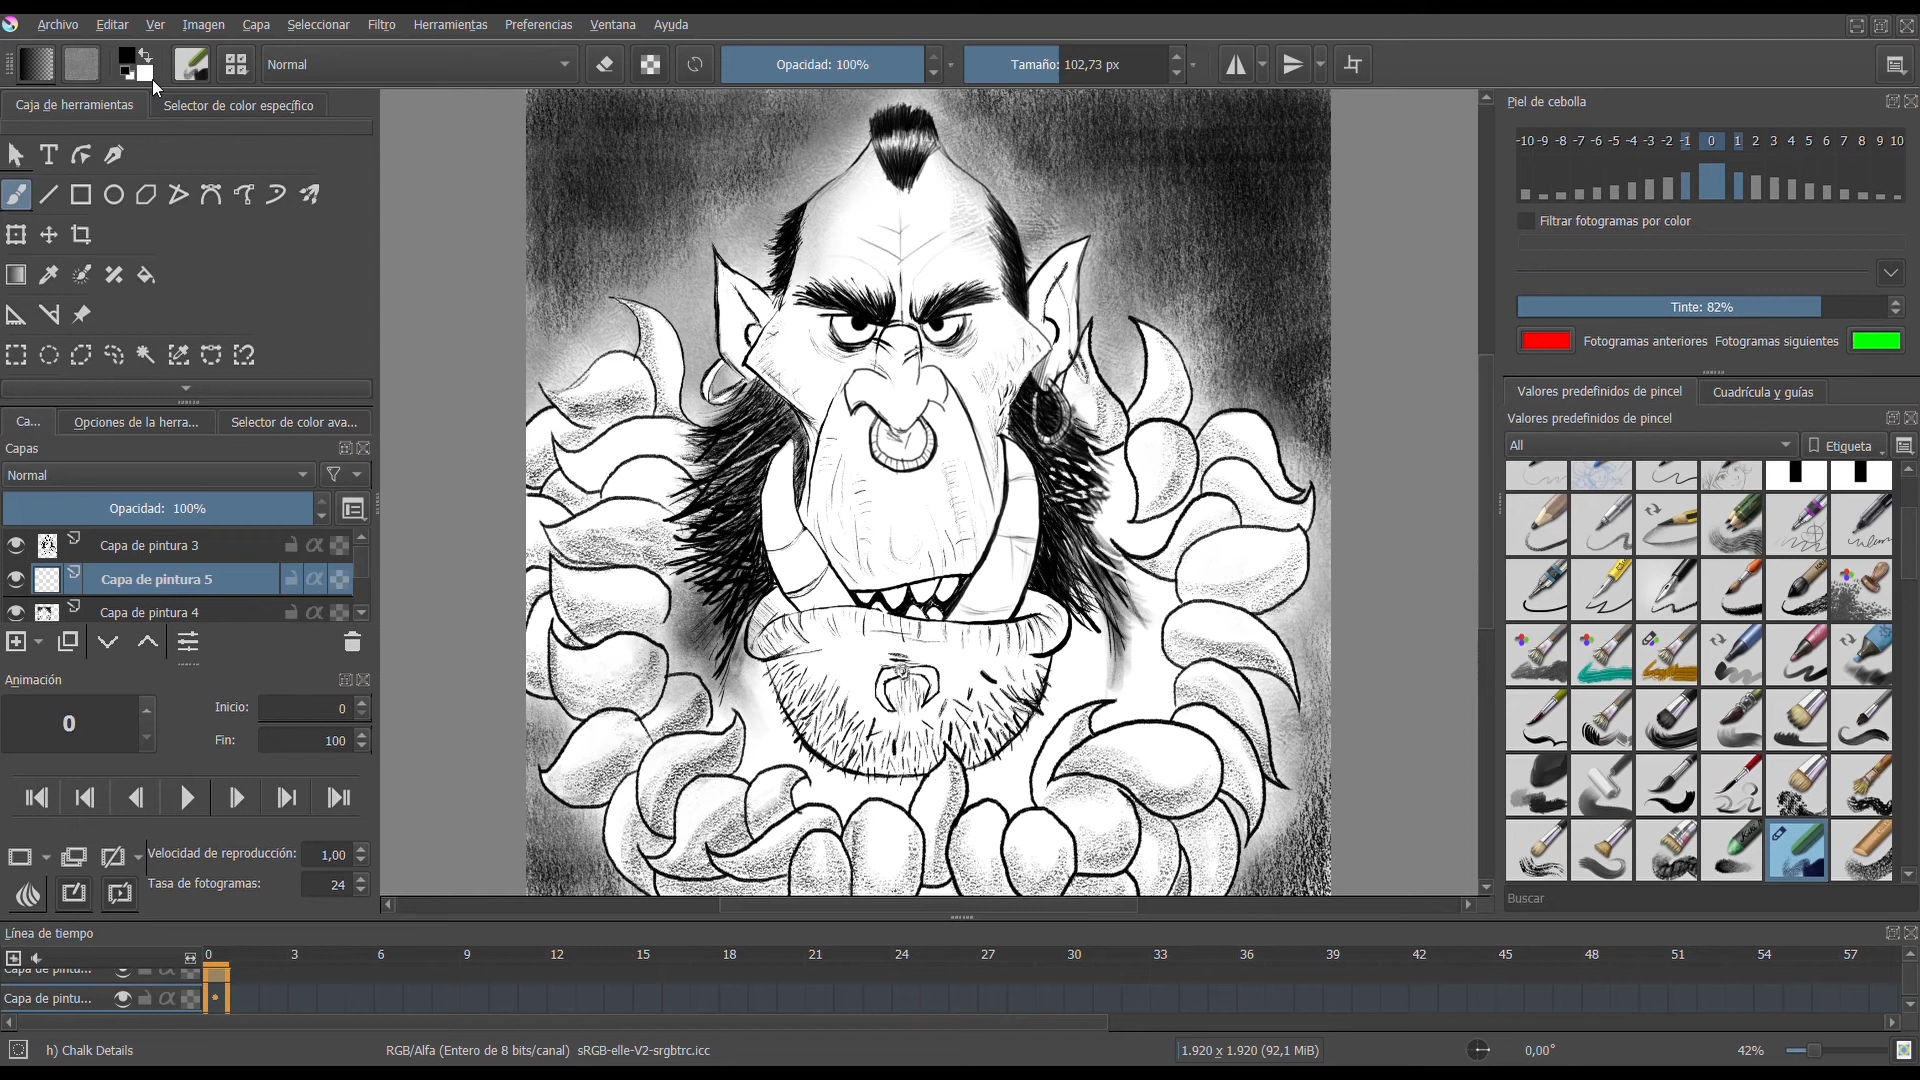 Archivo Editar Ver Imagen Capa Seleccionar Filtro Herramientas Preferencias Ventana Ayuda
Normal Opacidad: 100% Tamaño: 102,73 px
Caja de herramientas Selector de color específico
Piel de cebolla
-10 -9 -8 -7 -6 -5 -4 -3 -2 -1 0 1 2 3 4 5 6 7 8 9 10
Filtrar fotogramas por color
Tinte: 82%
Fotogramas anteriores Fotogramas siguientes
Valores predefinidos de pincel Cuadrícula y guías
Valores predefinidos de pincel
All Etiqueta
Buscar
Ca... Opciones de la herra... Selector de color ava...
Capas
Normal
Opacidad: 100%
Capa de pintura 3
Capa de pintura 5
Capa de pintura 4
Animación
0
Inicio: 0
Fin: 100
Velocidad de reproducción: 1,00
Tasa de fotogramas: 24
Línea de tiempo
0 3 6 9 12 15 18 21 24 27 30 33 36 39 42 45 48 51 54 57
Capa de pintu...
Capa de pintu...
h) Chalk Details RGB/Alfa (Entero de 8 bits/canal) sRGB-elle-V2-srgbtrc.icc 1.920 x 1.920 (92,1 MiB) 0,00° 42%